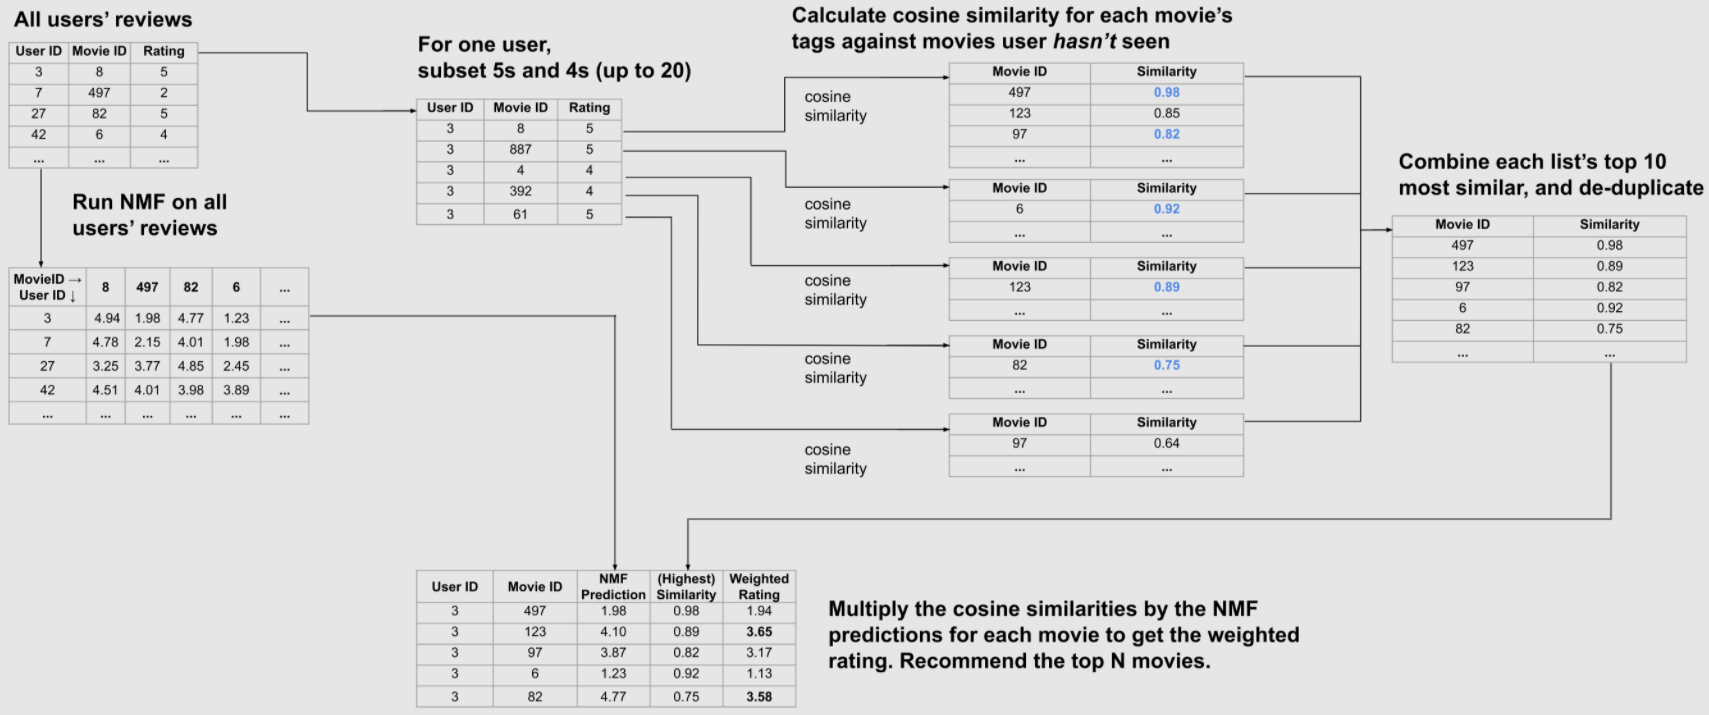 All users' reviews
User ID Movie ID Rating
3 8 5
7 497 2
27 82 5
42 6 4
... ... ...
Run NMF on all
users' reviews
MovieID →
User ID ↓
8 497 82 6 ...
3 4.94 1.98 4.77 1.23 ...
7 4.78 2.15 4.01 1.98 ...
27 3.25 3.77 4.85 2.45 ...
42 4.51 4.01 3.98 3.89 ...
... ... ... ... ... ...
For one user,
subset 5s and 4s (up to 20)
User ID Movie ID Rating
3 8 5
3 887 5
3 4 4
3 392 4
3 61 5
Calculate cosine similarity for each movie's
tags against movies user hasn't seen
cosine
similarity
Movie ID Similarity
497 0.98
123 0.85
97 0.82
... ...
cosine
similarity
Movie ID Similarity
6 0.92
... ...
cosine
similarity
Movie ID Similarity
123 0.89
... ...
cosine
similarity
Movie ID Similarity
82 0.75
... ...
cosine
similarity
Movie ID Similarity
97 0.64
... ...
Combine each list's top 10
most similar, and de-duplicate
Movie ID Similarity
497 0.98
123 0.89
97 0.82
6 0.92
82 0.75
... ...
User ID Movie ID NMF Prediction (Highest) Similarity Weighted Rating
3 497 1.98 0.98 1.94
3 123 4.10 0.89 3.65
3 97 3.87 0.82 3.17
3 6 1.23 0.92 1.13
3 82 4.77 0.75 3.58
Multiply the cosine similarities by the NMF
predictions for each movie to get the weighted
rating. Recommend the top N movies.